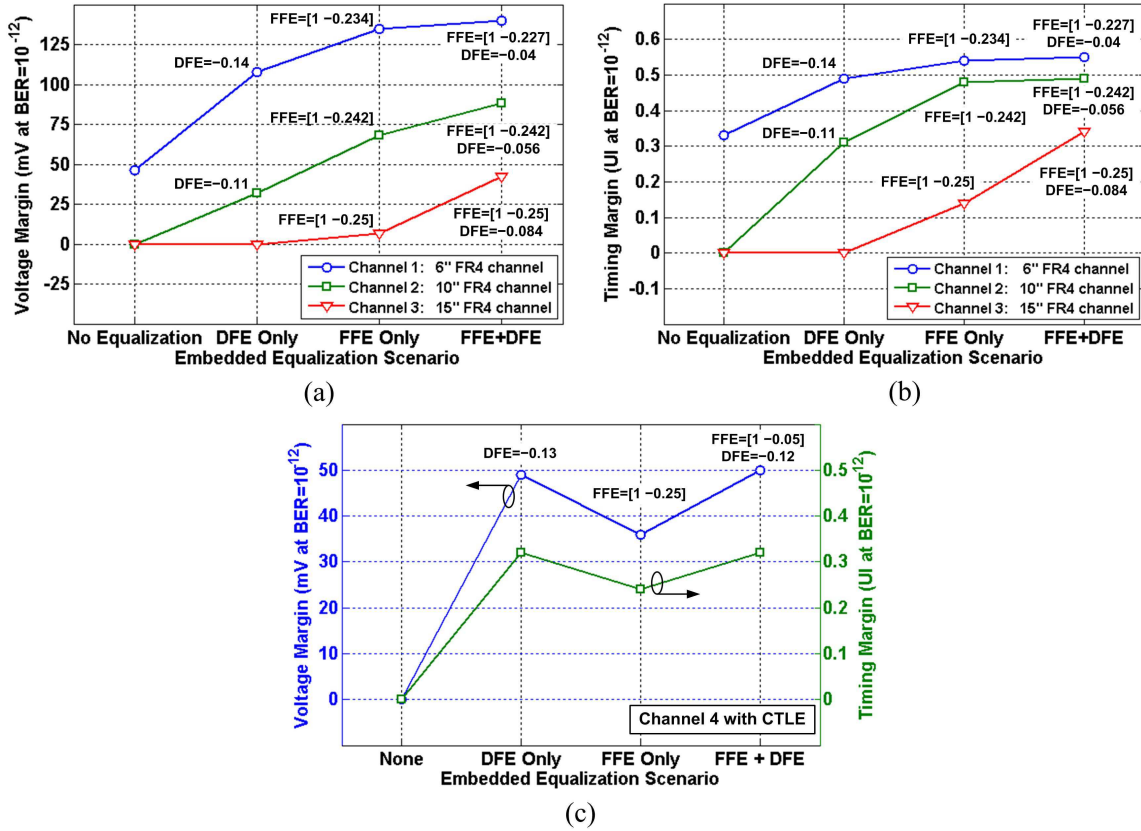 Voltage Margin (mV at BER=10⁻¹²)
125
100
75
50
25
0
-25
FFE=[1 −0.234]
FFE=[1 −0.227]
DFE=−0.04
DFE=−0.14
FFE=[1 −0.242]
FFE=[1 −0.242]
DFE=−0.056
DFE=−0.11
FFE=[1 −0.25]
FFE=[1 −0.25]
DFE=−0.084
Channel 1: 6'' FR4 channel
Channel 2: 10'' FR4 channel
Channel 3: 15'' FR4 channel
No Equalization DFE Only FFE Only FFE+DFE
Embedded Equalization Scenario
(a)
Timing Margin (UI at BER=10⁻¹²)
0.6
0.5
0.4
0.3
0.2
0.1
0
-0.1
FFE=[1 −0.234]
FFE=[1 −0.227]
DFE=−0.04
DFE=−0.14
FFE=[1 −0.242]
DFE=−0.056
FFE=[1 −0.242]
DFE=−0.11
FFE=[1 −0.25]
FFE=[1 −0.25]
DFE=−0.084
Channel 1: 6'' FR4 channel
Channel 2: 10'' FR4 channel
Channel 3: 15'' FR4 channel
No Equalization DFE Only FFE Only FFE+DFE
Embedded Equalization Scenario
(b)
Voltage Margin (mV at BER=10⁻¹²)
50
40
30
20
10
0
DFE=−0.13
FFE=[1 −0.25]
FFE=[1 −0.05]
DFE=−0.12
0.5
0.4
0.3
0.2
0.1
0
Timing Margin (UI at BER=10⁻¹²)
Channel 4 with CTLE
None DFE Only FFE Only FFE + DFE
Embedded Equalization Scenario
(c)